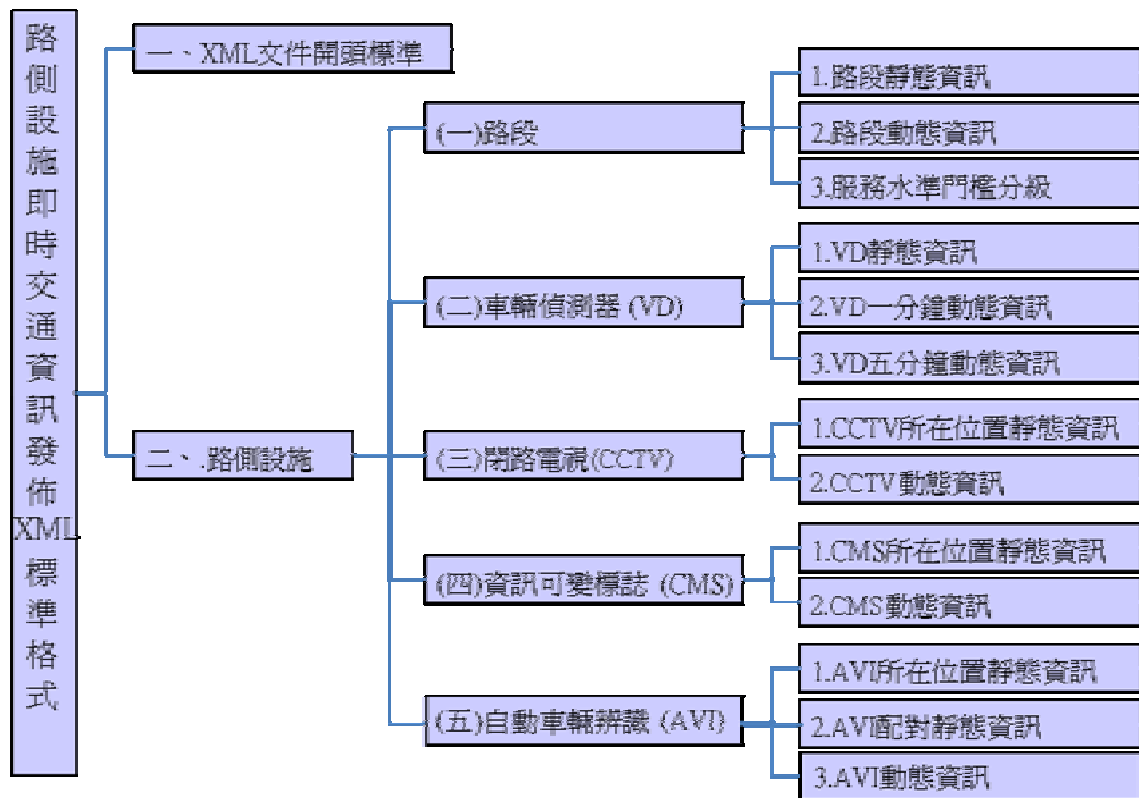 路側設施即時交通資訊發佈XML標準格式
一、XML文件開頭標準
二、.路側設施
(一)路段
1.路段靜態資訊
2.路段動態資訊
3.服務水準門檻分級
(二)車輛偵測器 (VD)
1.VD靜態資訊
2.VD一分鐘動態資訊
3.VD五分鐘動態資訊
(三)閉路電視(CCTV)
1.CCTV所在位置靜態資訊
2.CCTV動態資訊
(四)資訊可變標誌 (CMS)
1.CMS所在位置靜態資訊
2.CMS動態資訊
(五)自動車輛辨識 (AVI)
1.AVI所在位置靜態資訊
2.AVI配對靜態資訊
3.AVI動態資訊